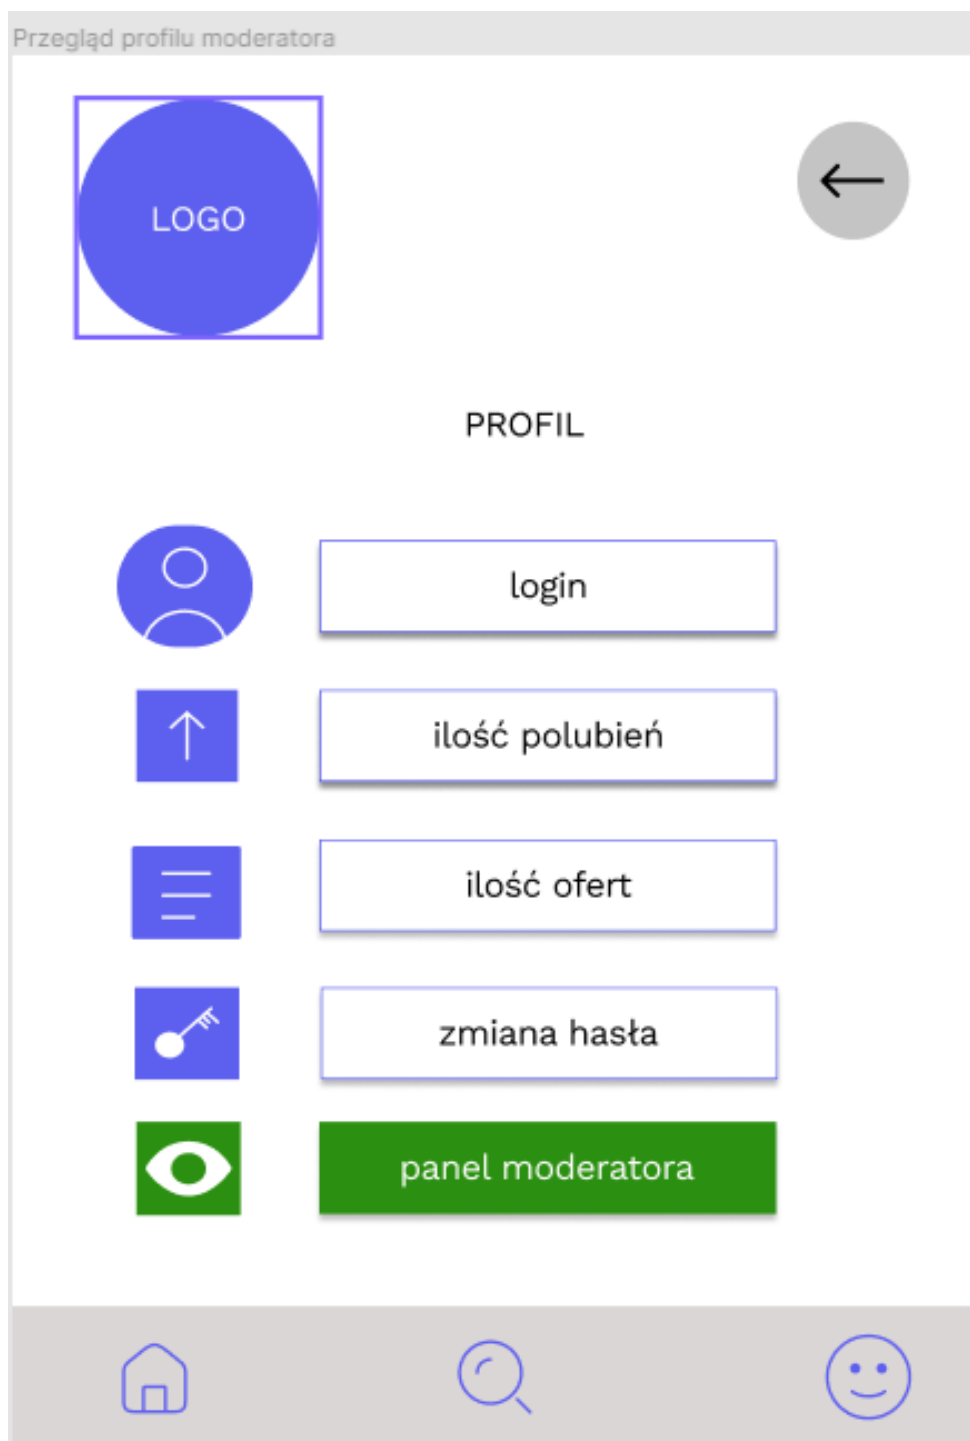 Przegląd profilu moderatora
LOGO
PROFIL
login
ilość polubień
ilość ofert
zmiana hasła
panel moderatora